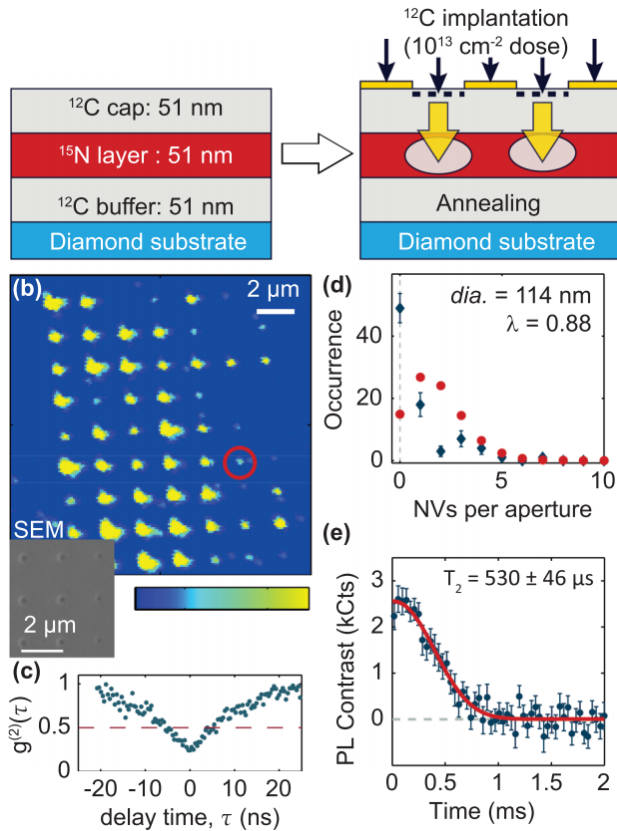 ¹²C implantation
(10¹³ cm⁻² dose)
¹²C cap: 51 nm
¹⁵N layer : 51 nm
¹²C buffer: 51 nm
Diamond substrate
Annealing
Diamond substrate
(b)
2 μm
SEM
2 μm
(c)
g⁽²⁾(τ)
1
0.5
0
-20
-10
0
10
20
delay time, τ (ns)
(d)
dia. = 114 nm
λ = 0.88
Occurrence
40
20
0
0
5
10
NVs per aperture
(e)
T₂ = 530 ± 46 μs
PL Contrast (kCts)
3
2
1
0
0
0.5
1
1.5
2
Time (ms)